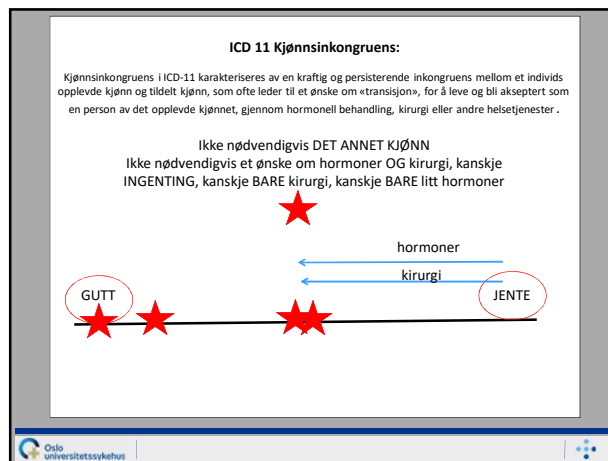 ICD 11 Kjønnsinkongruens:
Kjønnsinkongruens i ICD-11 karakteriseres av en kraftig og persisterende inkongruens mellom et individs
opplevde kjønn og tildelt kjønn, som ofte leder til et ønske om «transisjon», for å leve og bli akseptert som
en person av det opplevde kjønnet, gjennom hormonell behandling, kirurgi eller andre helsetjenester.
Ikke nødvendigvis DET ANNET KJØNN
Ikke nødvendigvis et ønske om hormoner OG kirurgi, kanskje
INGENTING, kanskje BARE kirurgi, kanskje BARE litt hormoner
hormoner
kirurgi
GUTT
JENTE
Oslo
universitetssykehus